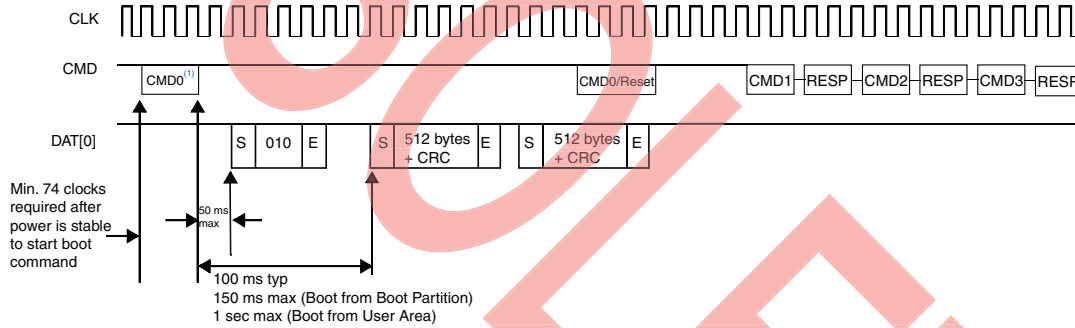 CLK
CMD
CMD0(1)
CMD0/Reset
CMD1
RESP
CMD2
RESP
CMD3
RESP
DAT[0]
S
010
E
S
512 bytes
+ CRC
E
S
512 bytes
+ CRC
E
Min. 74 clocks
required after
power is stable
to start boot
command
50 ms
max
100 ms typ
150 ms max (Boot from Boot Partition)
1 sec max (Boot from User Area)